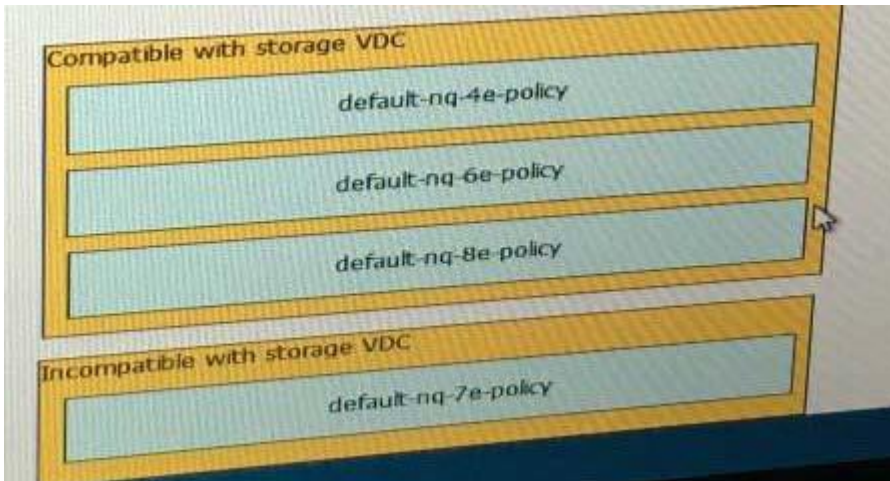 Compatible with storage VDC
default-nq-4e-policy
default-nq-6e-policy
default-nq-8e-policy
Incompatible with storage VDC
default-nq-7e-policy